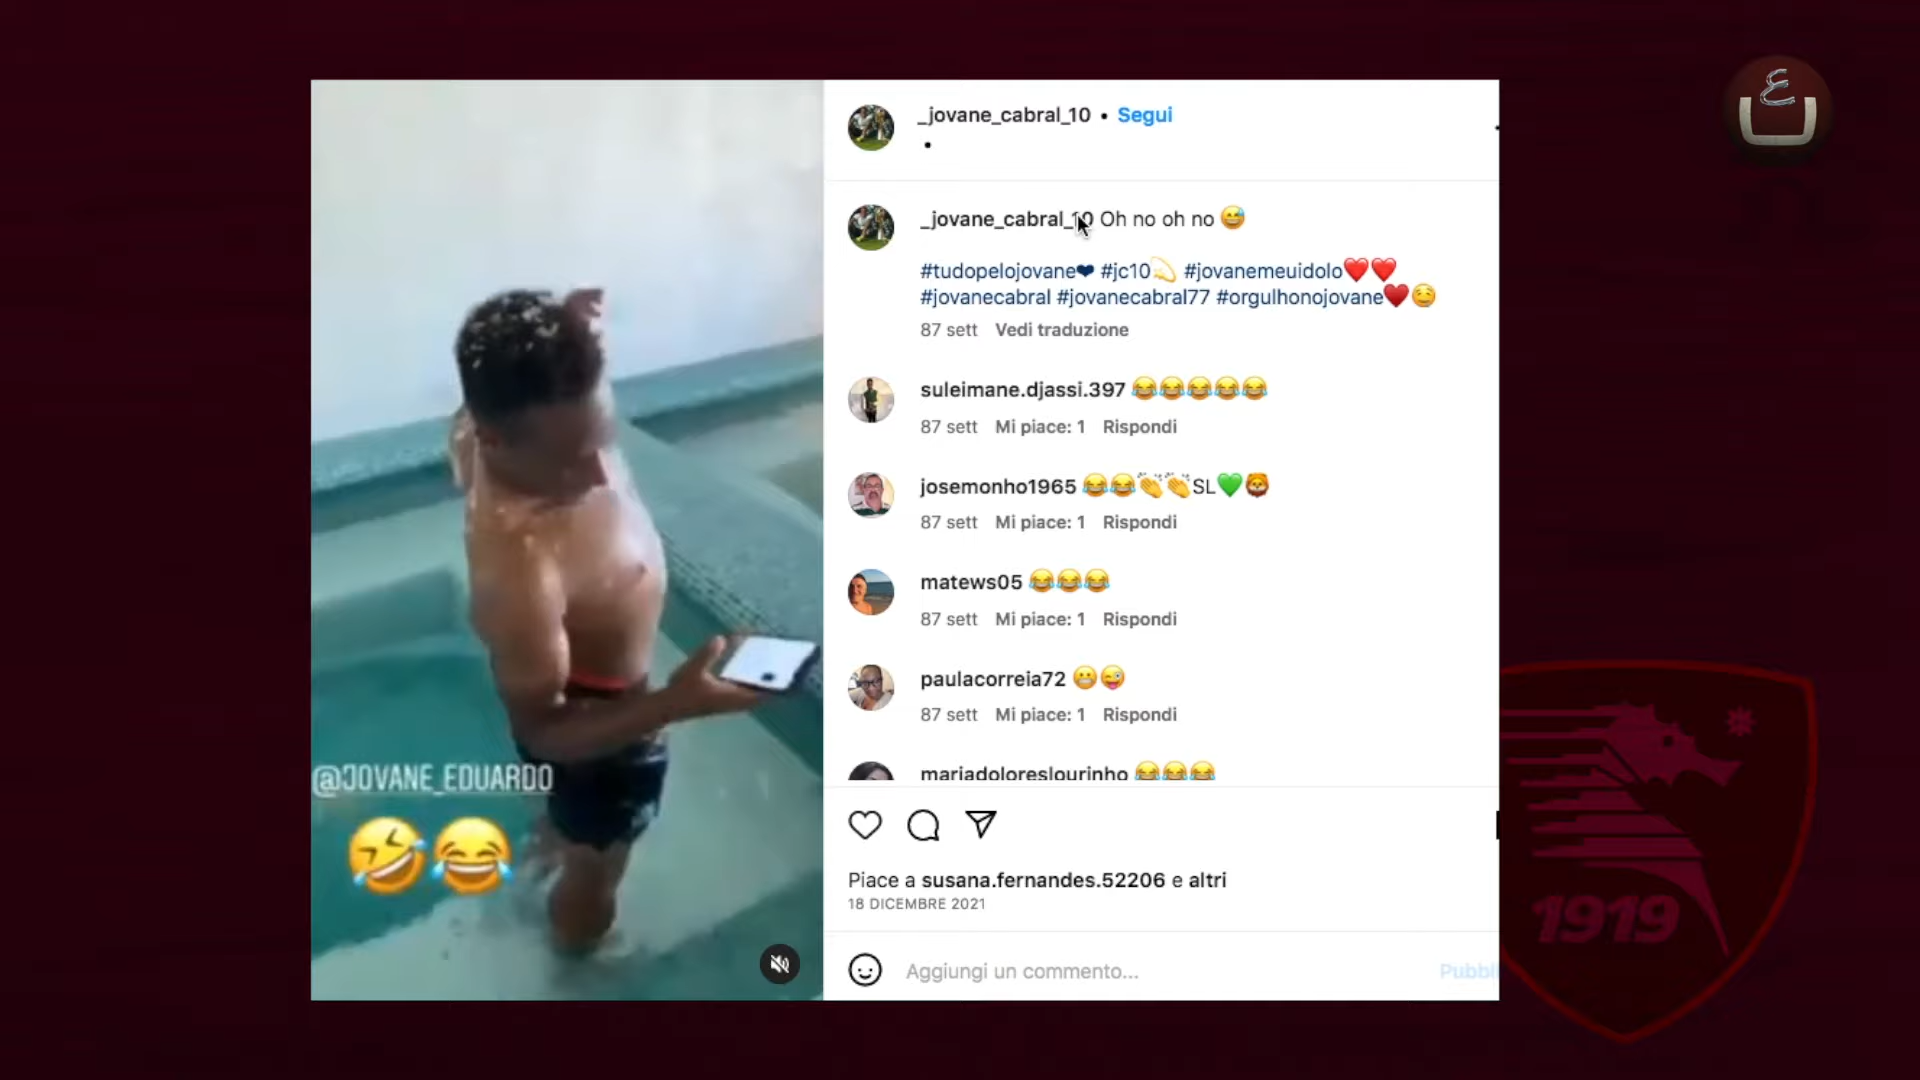 _jovane_cabral_10 • Segui
•
_jovane_cabral_10 Oh no oh no 😅
#tudopelojovane❤ #jc10💫 #jovanemeuidolo❤️❤️
#jovanecabral #jovanecabral77 #orgulhonojovane❤️😌
87 sett Vedi traduzione
suleimane.djassi.397 😂😂😂😂😂
87 sett Mi piace: 1 Rispondi
josemonho1965 😂😂👏👏SL💚🦁
87 sett Mi piace: 1 Rispondi
matews05 😂😂😂
87 sett Mi piace: 1 Rispondi
paulacorreia72 😬😜
87 sett Mi piace: 1 Rispondi
mariadoloreslourinho 😂😂😂
@JOVANE_EDUARDO
🤣😂
Piace a susana.fernandes.52206 e altri
18 DICEMBRE 2021
Aggiungi un commento...
Pubbli
1919